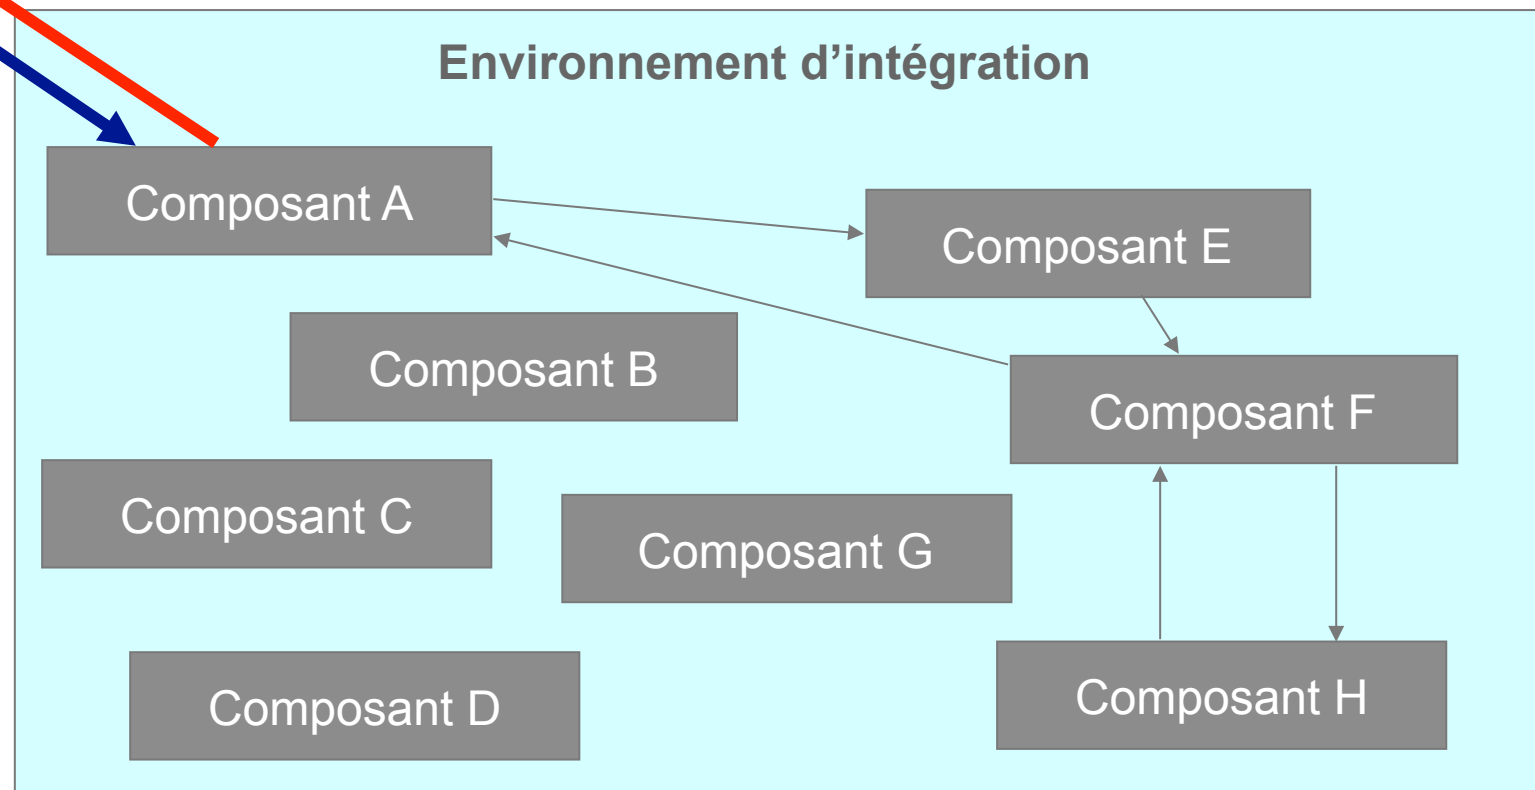 Environnement d’intégration
Composant A
Composant E
Composant B
Composant F
Composant C
Composant G
Composant D
Composant H